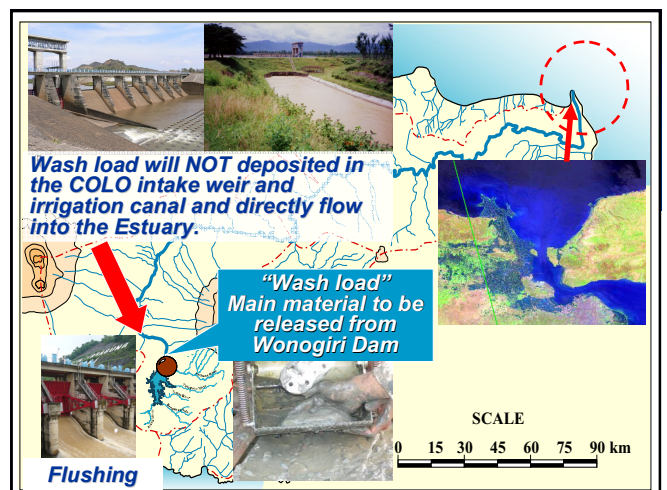 Wash load will NOT deposited in
the COLO intake weir and
irrigation canal and directly flow
into the Estuary.
“Wash load”
Main material to be
released from
Wonogiri Dam
Flushing
SCALE
0 15 30 45 60 75 90 km